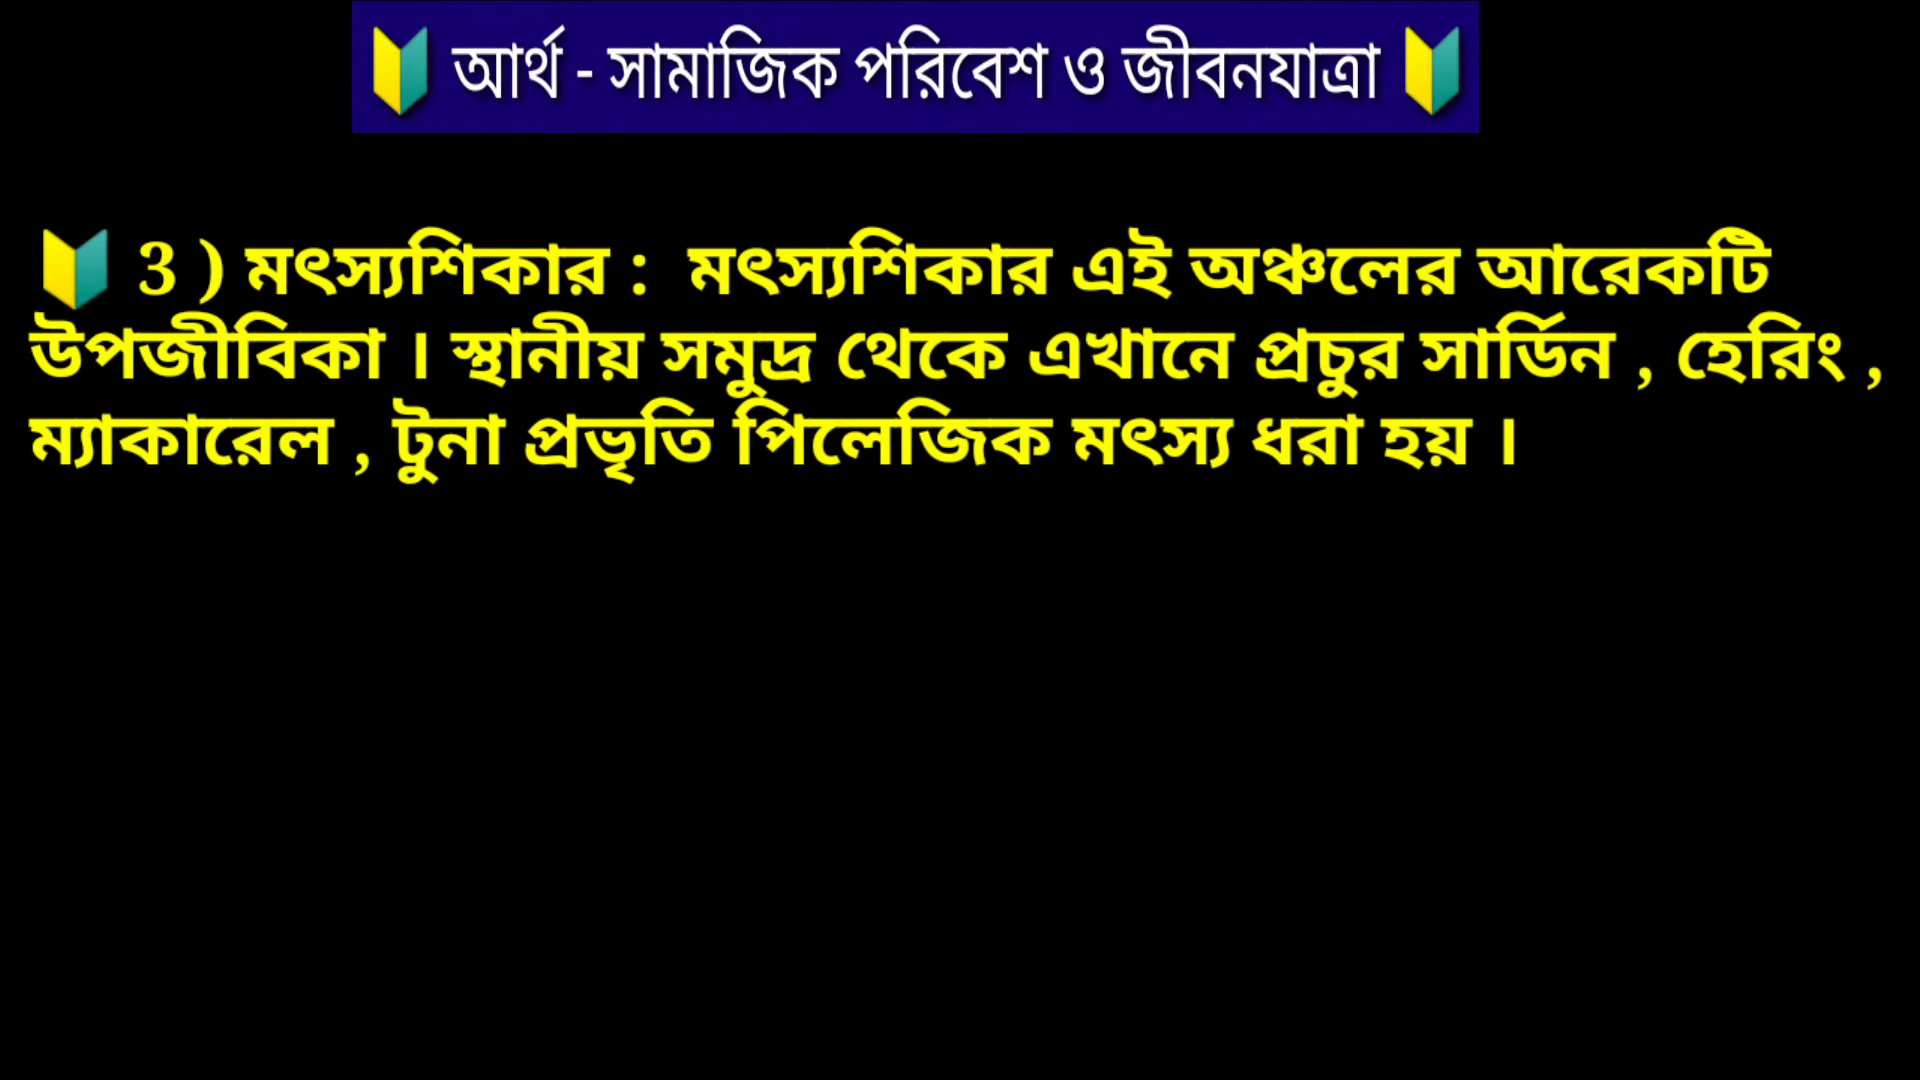 🔰 আর্থ - সামাজিক পরিবেশ ও জীবনযাত্রা 🔰
🔰 3 ) মৎস্যশিকার : মৎস্যশিকার এই অঞ্চলের আরেকটি
উপজীবিকা । স্থানীয় সমুদ্র থেকে এখানে প্রচুর সার্ডিন , হেরিং ,
ম্যাকারেল , টুনা প্রভৃতি পিলেজিক মৎস্য ধরা হয় ।